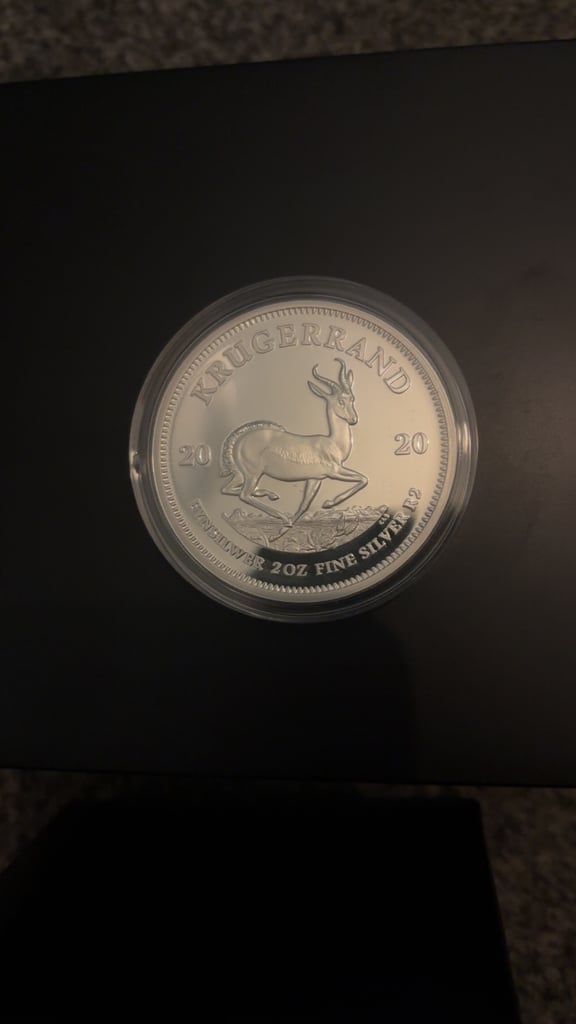 KRUGERRAND
20 20
FYNSILWER 2OZ FINE SILVER R2